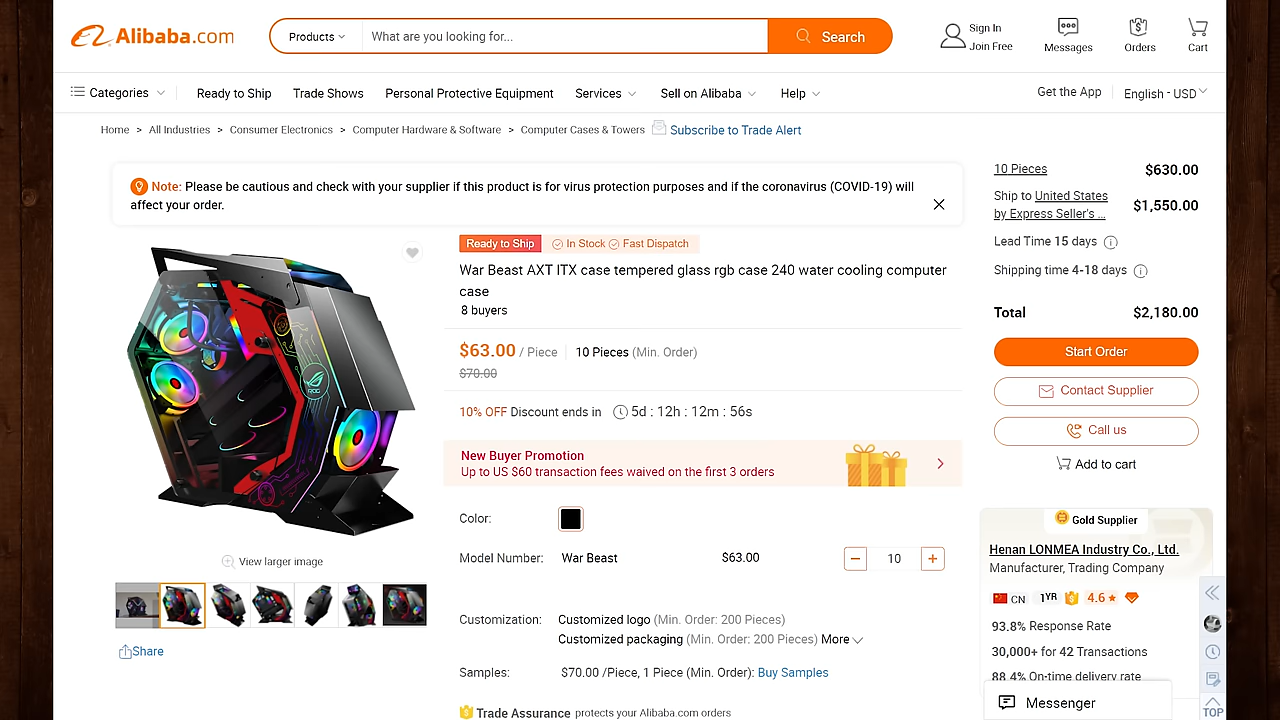 Alibaba.com
Products
What are you looking for...
Search
Sign In
Join Free
Messages
Orders
Cart
Categories
Ready to Ship
Trade Shows
Personal Protective Equipment
Services
Sell on Alibaba
Help
Get the App
English - USD
Home > All Industries > Consumer Electronics > Computer Hardware & Software > Computer Cases & Towers
Subscribe to Trade Alert
Note: Please be cautious and check with your supplier if this product is for virus protection purposes and if the coronavirus (COVID-19) will
affect your order.
Ready to Ship
In Stock
Fast Dispatch
War Beast AXT ITX case tempered glass rgb case 240 water cooling computer
case
8 buyers
$63.00 / Piece
10 Pieces (Min. Order)
$70.00
10% OFF Discount ends in
5d : 12h : 12m : 56s
New Buyer Promotion
Up to US $60 transaction fees waived on the first 3 orders
Color:
Model Number:
War Beast
$63.00
10
Customization:
Customized logo (Min. Order: 200 Pieces)
Customized packaging (Min. Order: 200 Pieces) More
Samples:
$70.00 /Piece, 1 Piece (Min. Order): Buy Samples
Trade Assurance protects your Alibaba.com orders
View larger image
Share
10 Pieces
$630.00
Ship to United States
by Express Seller's ...
$1,550.00
Lead Time 15 days
Shipping time 4-18 days
Total
$2,180.00
Start Order
Contact Supplier
Call us
Add to cart
Gold Supplier
Henan LONMEA Industry Co., Ltd.
Manufacturer, Trading Company
CN
1YR
4.6
93.8% Response Rate
30,000+ for 42 Transactions
88.4% On-time delivery rate
Messenger
TOP